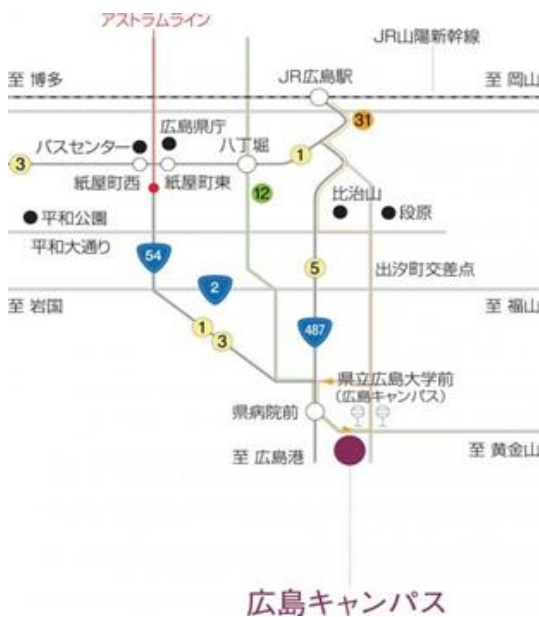 アストラムライン
JR山陽新幹線
至 博多
JR広島駅
至 岡山
31
広島県庁
バスセンター
八丁堀
1
3
紙屋町西
紙屋町東
12
比治山
段原
平和公園
平和大通り
54
5
出汐町交差点
2
至 岩国
至 福山
487
1
3
県立広島大学前
(広島キャンパス)
県病院前
至 広島港
至 黄金山
広島キャンパス